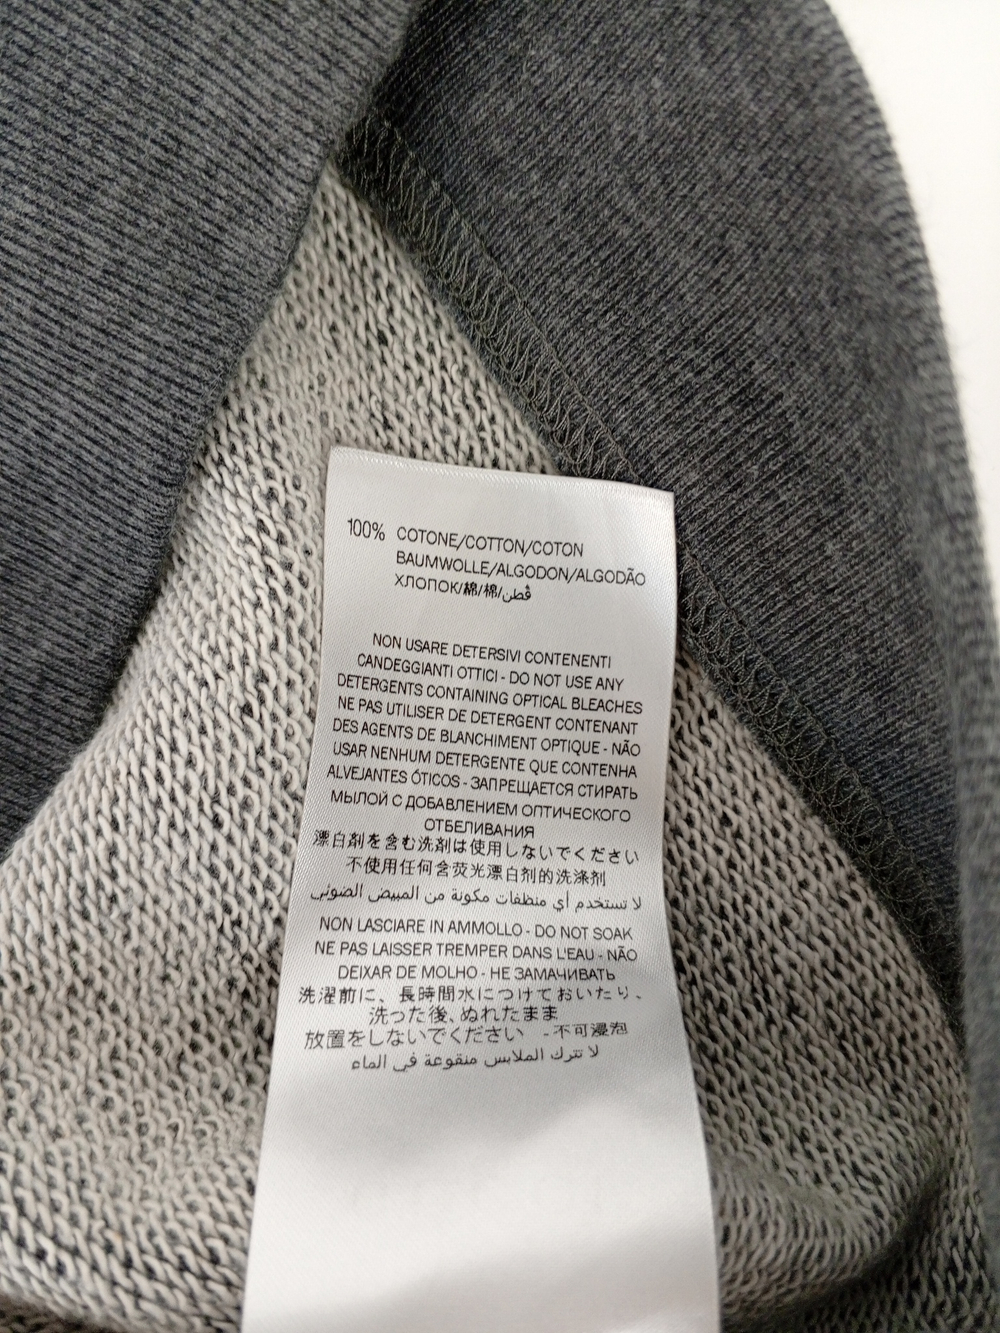 100% COTONE/COTTON/COTON
BAUMWOLLE/ALGODON/ALGODÃO
ХЛОПОК/綿/棉/قطن
NON USARE DETERSIVI CONTENENTI
CANDEGGIANTI OTTICI - DO NOT USE ANY
DETERGENTS CONTAINING OPTICAL BLEACHES
NE PAS UTILISER DE DETERGENT CONTENANT
DES AGENTS DE BLANCHIMENT OPTIQUE - NÃO
USAR NENHUM DETERGENTE QUE CONTENHA
ALVEJANTES ÓTICOS - ЗАПРЕЩАЕТСЯ СТИРАТЬ
МЫЛОЙ С ДОБАВЛЕНИЕМ ОПТИЧЕСКОГО
ОТБЕЛИВАНИЯ
漂白剤を含む洗剤は使用しないでください
不使用任何含荧光漂白剂的洗涤剂
لا تستخدم أي منظفات مكونة من المبيض الضوئي
NON LASCIARE IN AMMOLLO - DO NOT SOAK
NE PAS LAISSER TREMPER DANS L'EAU - NÃO
DEIXAR DE MOLHO - НЕ ЗАМАЧИВАТЬ
洗濯前に、長時間水につけておいたり、
洗った後、ぬれたまま
放置をしないでください - 不可浸泡
لا تترك الملابس منقوعة في الماء